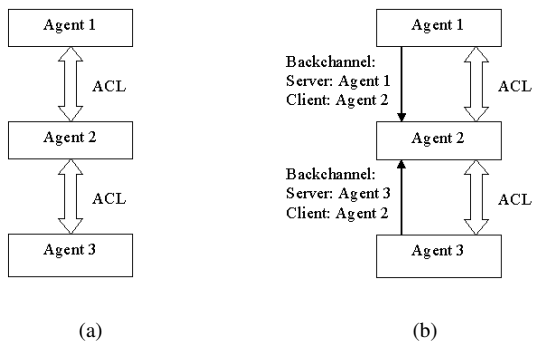 Agent 1
ACL
Agent 2
ACL
Agent 3
(a)
Agent 1
Backchannel:
Server: Agent 1
Client: Agent 2
ACL
Agent 2
Backchannel:
Server: Agent 3
Client: Agent 2
ACL
Agent 3
(b)